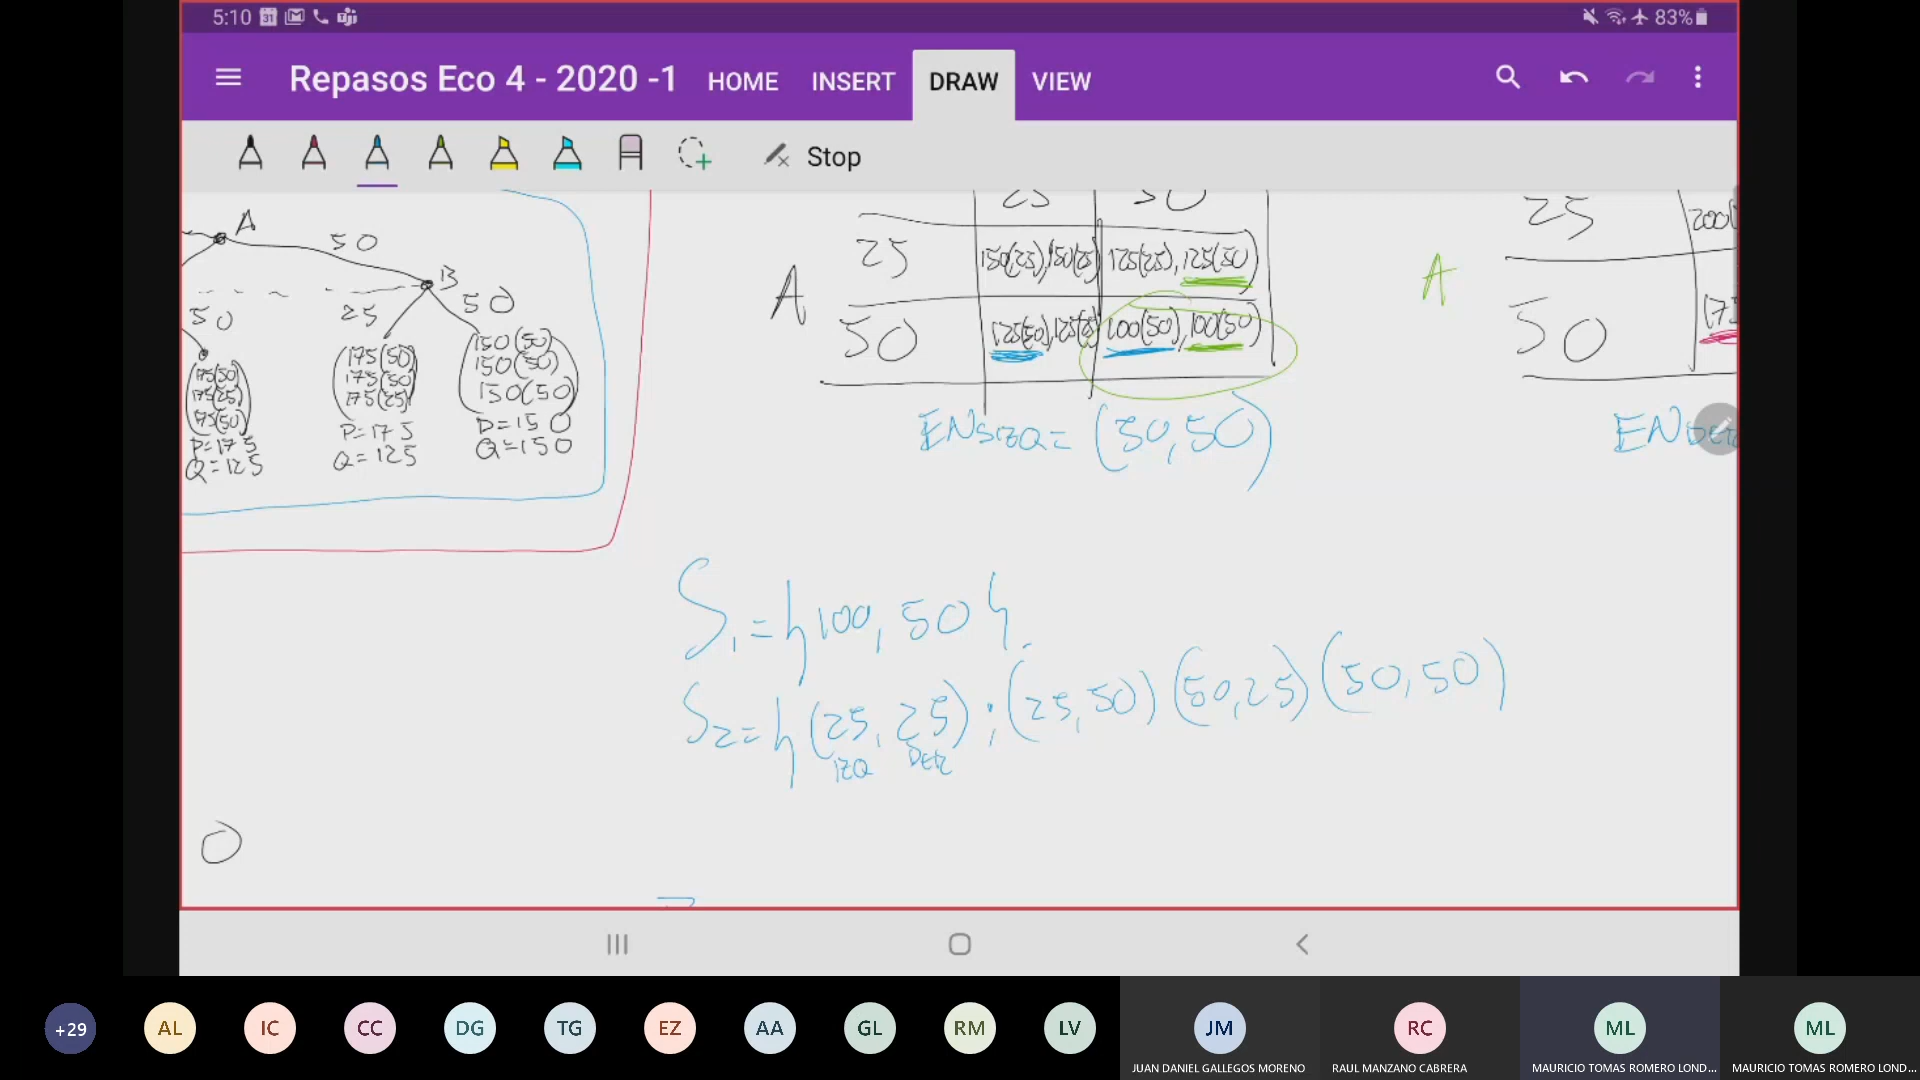 5:10 31 83%
Repasos Eco 4 - 2020 -1 HOME INSERT DRAW VIEW
Stop
A
50
B
50
25
50
175(50)
175(25)
175(50)
P=175
Q=125
175(50)
175(50)
175(25)
P=175
Q=125
150(50)
150(50)
150(50)
P=150
Q=150
25 50
25 150(25),150(25) 125(25),125(50)
A
50 125(50),125(25) 100(50),100(50)
ENSIZQ= (50,50)
25
A
50
S1={100,50}.
S2={(25,25);(25,50)(50,25)(50,50)
IZQ DER
0
+29 AL IC CC DG TG EZ AA GL RM LV JM RC ML ML
JUAN DANIEL GALLEGOS MORENO RAUL MANZANO CABRERA MAURICIO TOMAS ROMERO LOND... MAURICIO TOMAS ROMERO LOND...